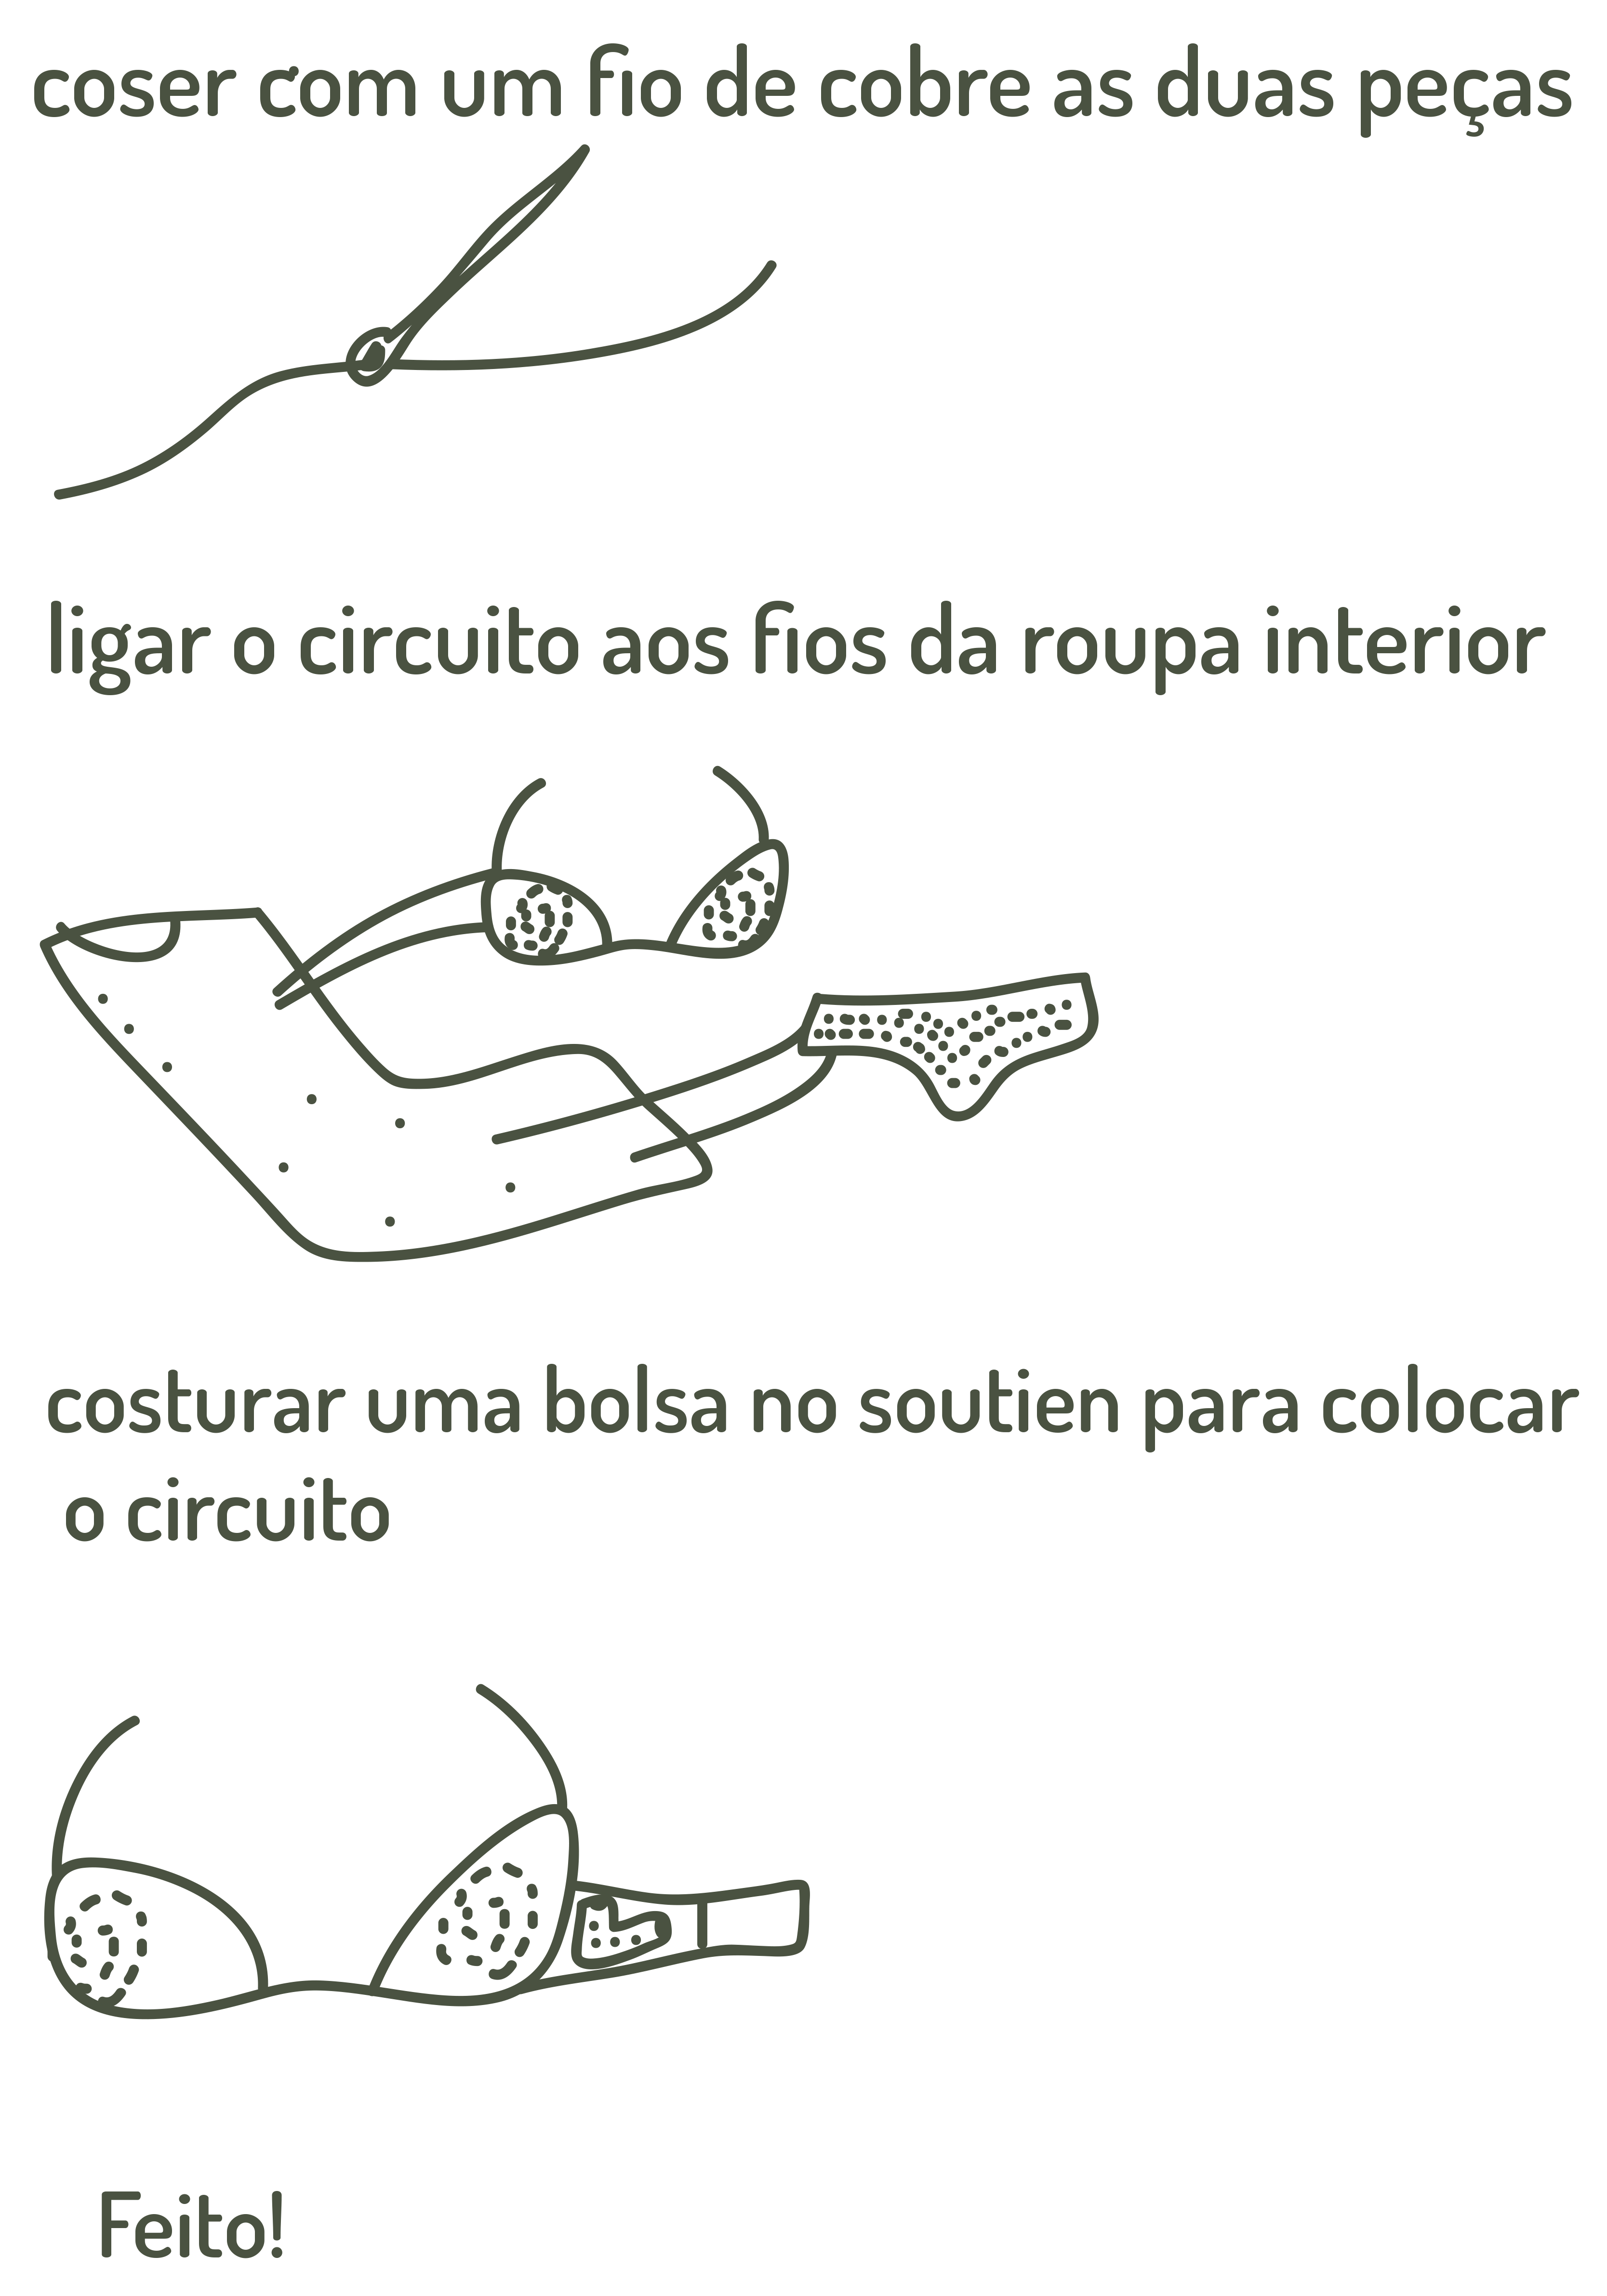 coser com um fio de cobre as duas peças
ligar o circuito aos fios da roupa interior
costurar uma bolsa no soutien para colocar
o circuito
Feito!